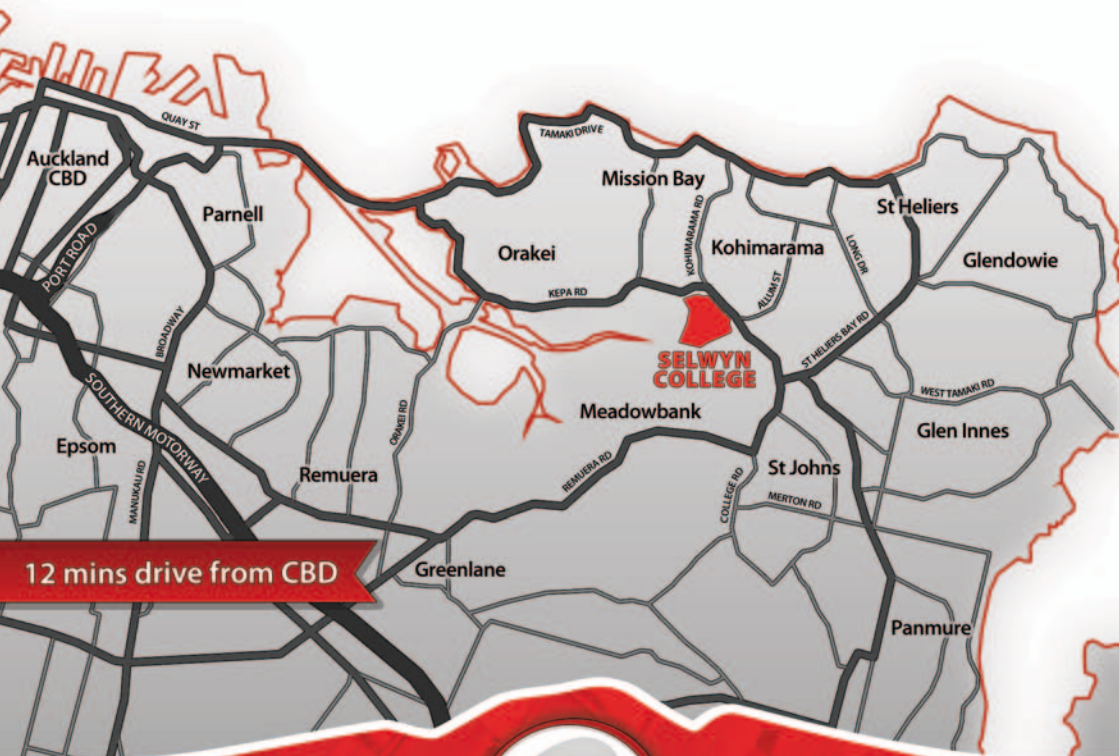 QUAY ST
TAMAKI DRIVE
Auckland
CBD
Mission Bay
Parnell
KOHIMARAMA RD
St Heliers
PORT ROAD
Orakei
Kohimarama
LONG DR
Glendowie
KEPA RD
ALLUM ST
BROADWAY
ST HELIERS BAY RD
SELWYN
COLLEGE
Newmarket
WEST TAMAKI RD
SOUTHERN MOTORWAY
Meadowbank
ORAKEI RD
Glen Innes
Epsom
Remuera
REMUERA RD
St Johns
MANUKAU RD
COLLEGE RD
MERTON RD
12 mins drive from CBD
Greenlane
Panmure